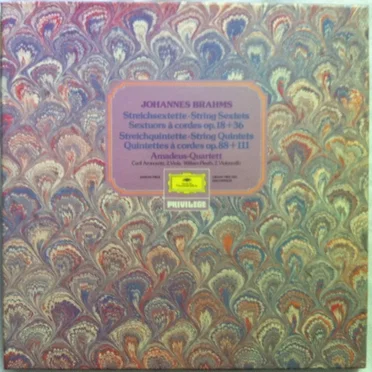 JOHANNES BRAHMS
Streichsextette·String Sextets
Sextuors à cordes op.18+36
Streichquintette·String Quintets
Quintettes à cordes op.88+111
Amadeus-Quartett
PRIVILEGE